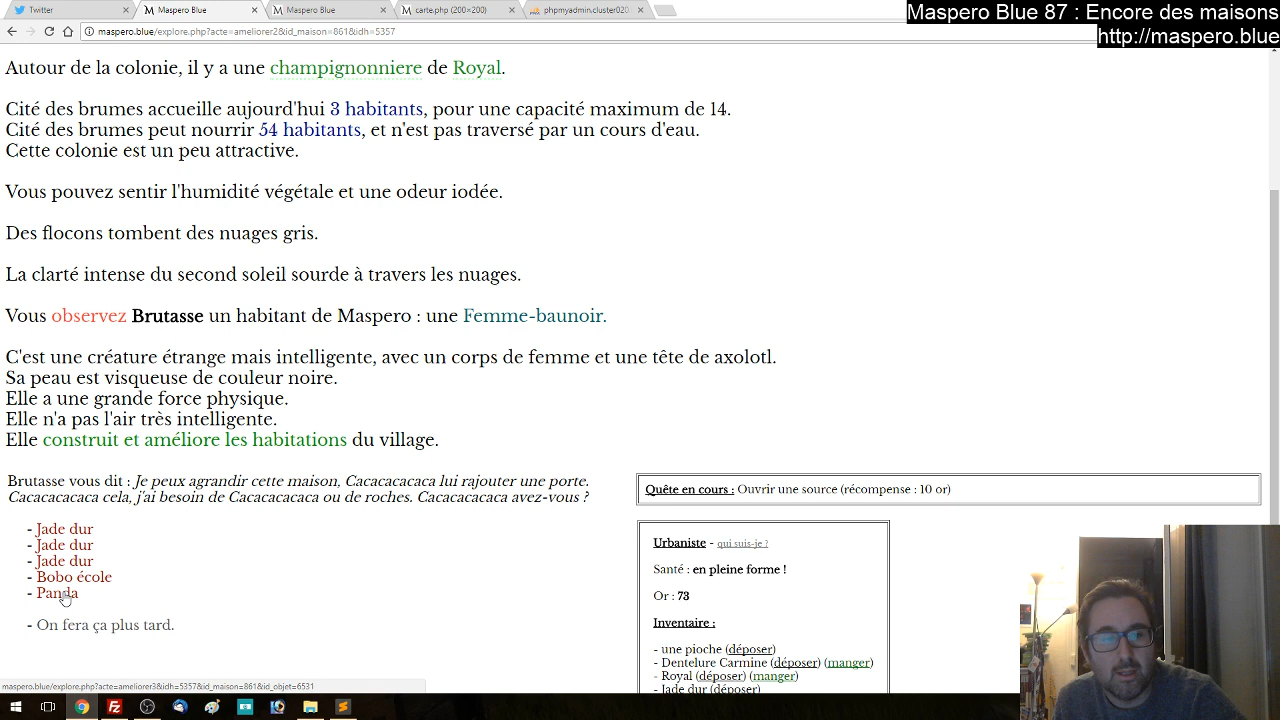 Twitter
Maspero Blue
Maspero Blue
carte.php (200×200)
phpmyadmin.cluster020
Maspero Blue 87 : Encore des maisons
http://maspero.blue
maspero.blue/explore.php?acte=ameliorer2&id_maison=861&idh=5357
Autour de la colonie, il y a une champignonniere de Royal.
Cité des brumes accueille aujourd'hui 3 habitants, pour une capacité maximum de 14.
Cité des brumes peut nourrir 54 habitants, et n'est pas traversé par un cours d'eau.
Cette colonie est un peu attractive.
Vous pouvez sentir l'humidité végétale et une odeur iodée.
Des flocons tombent des nuages gris.
La clarté intense du second soleil sourde à travers les nuages.
Vous observez Brutasse un habitant de Maspero : une Femme-baunoir.
C'est une créature étrange mais intelligente, avec un corps de femme et une tête de axolotl.
Sa peau est visqueuse de couleur noire.
Elle a une grande force physique.
Elle n'a pas l'air très intelligente.
Elle construit et améliore les habitations du village.
Brutasse vous dit : Je peux agrandir cette maison, Cacacacacaca lui rajouter une porte.
Cacacacacaca cela, j'ai besoin de Cacacacacaca ou de roches. Cacacacacaca avez-vous ?
- Jade dur
- Jade dur
- Jade dur
- Bobo école
- Panda
- On fera ça plus tard.
Quête en cours : Ouvrir une source (récompense : 10 or)
Urbaniste - qui suis-je ?
Santé : en pleine forme !
Or : 73
Inventaire :
- une pioche (déposer)
- Dentelure Carmine (déposer) (manger)
- Royal (déposer) (manger)
- Jade dur (déposer)
maspero.blue/explore.php?acte=ameliorer3&idh=5357&id_maison=861&id_objet=6531